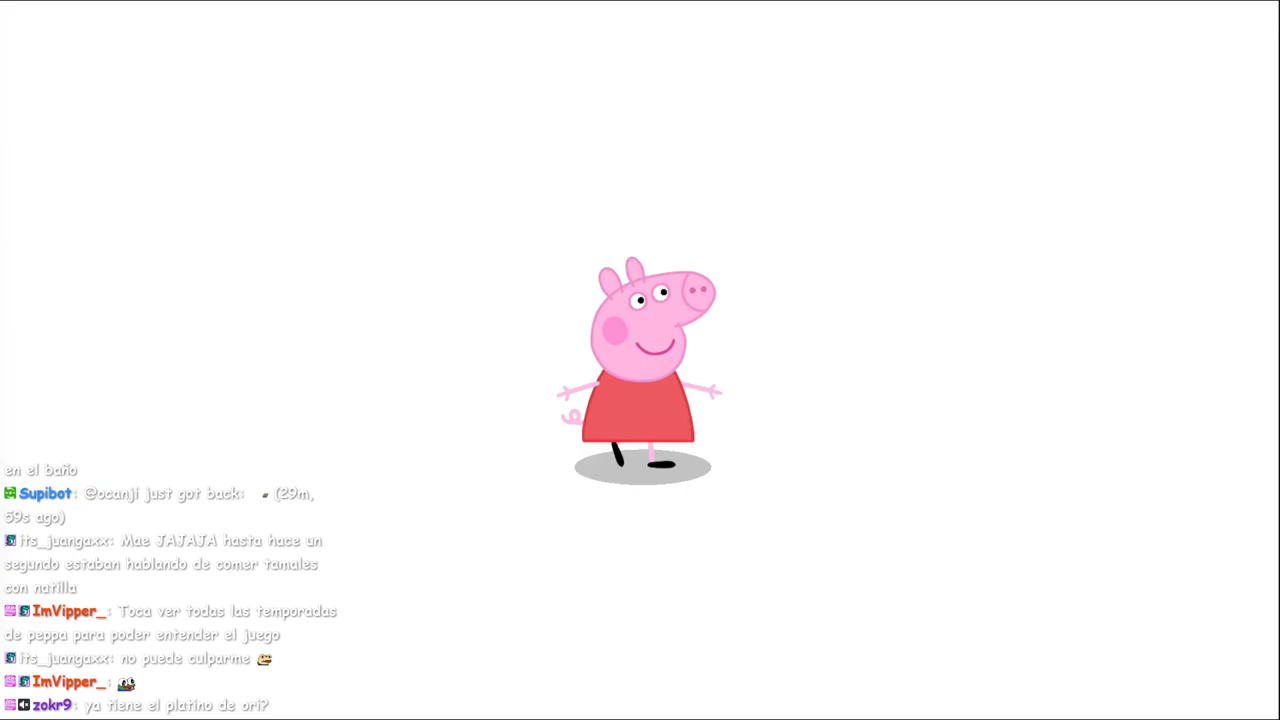 en el baño
Supibot: @ocanji just got back: (29m,
59s ago)
its_juangaxx: Mae JAJAJA hasta hace un
segundo estaban hablando de comer tamales
con natilla
ImVipper_: Toca ver todas las temporadas
de peppa para poder entender el juego
its_juangaxx: no puede culparme
ImVipper_:
zokr9: ya tiene el platino de ori?